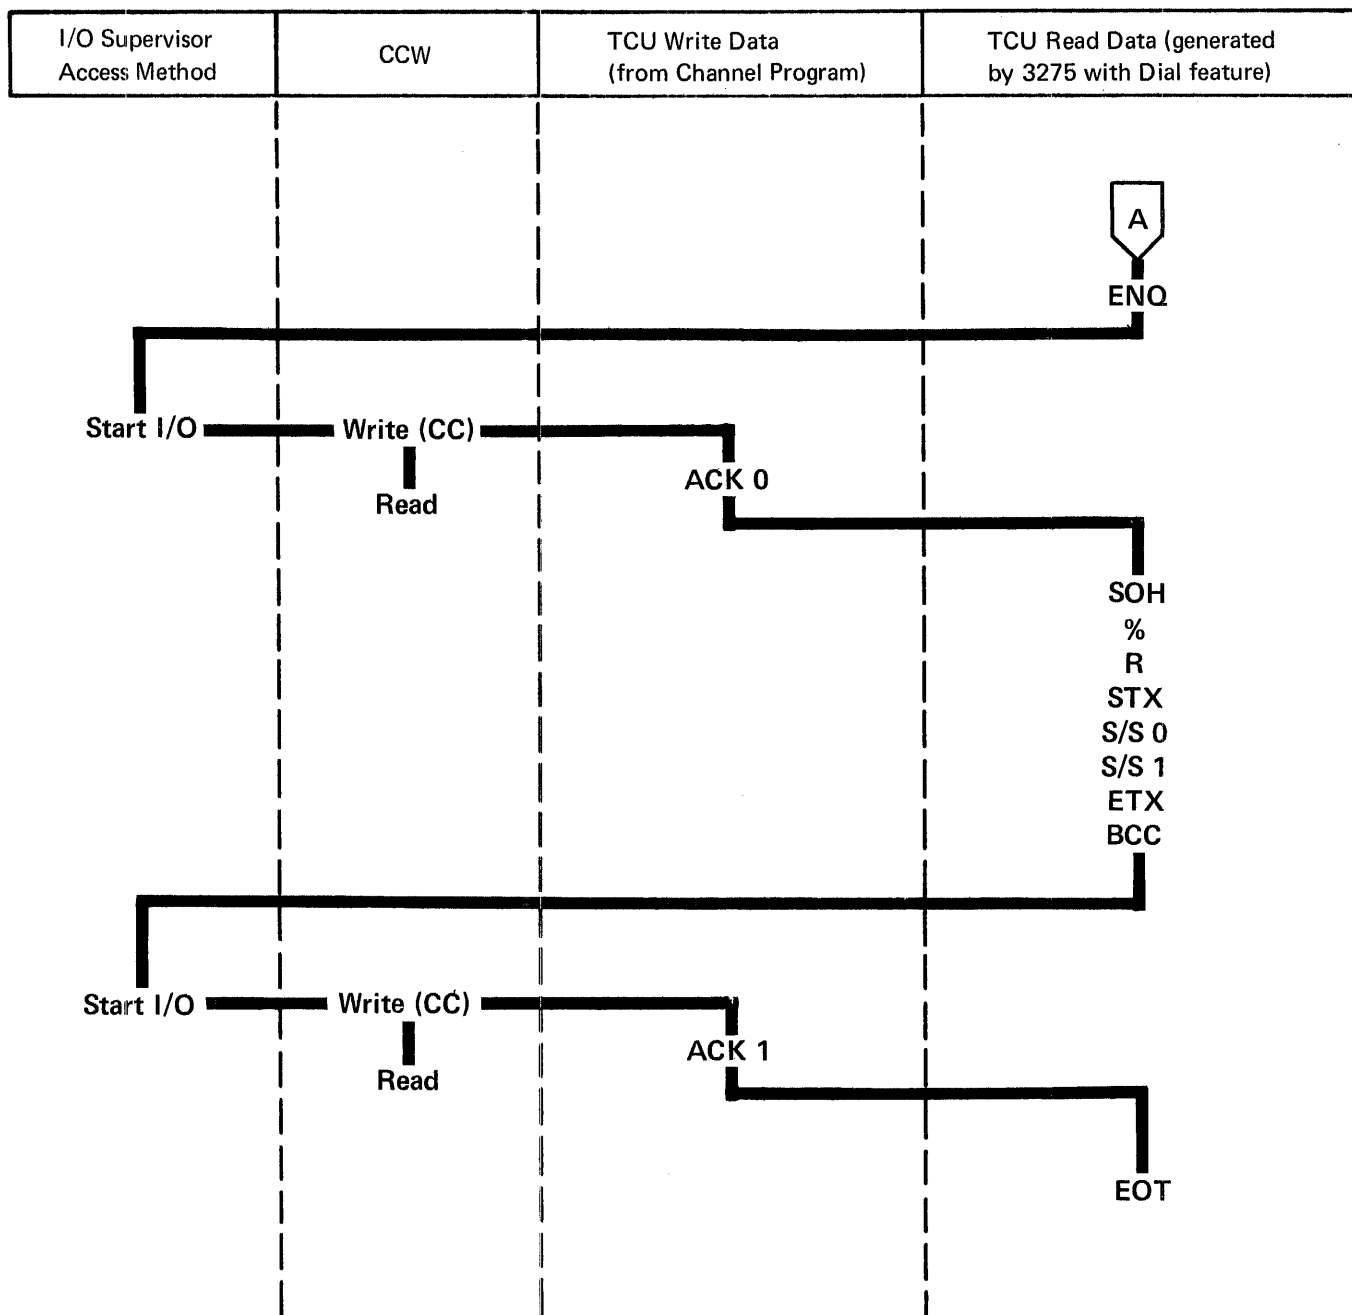 I/O Supervisor
Access Method
CCW
TCU Write Data
(from Channel Program)
TCU Read Data (generated
by 3275 with Dial feature)
A
ENQ
Start I/O
Write (CC)
Read
ACK 0
SOH
%
R
STX
S/S 0
S/S 1
ETX
BCC
Start I/O
Write (CC)
Read
ACK 1
EOT